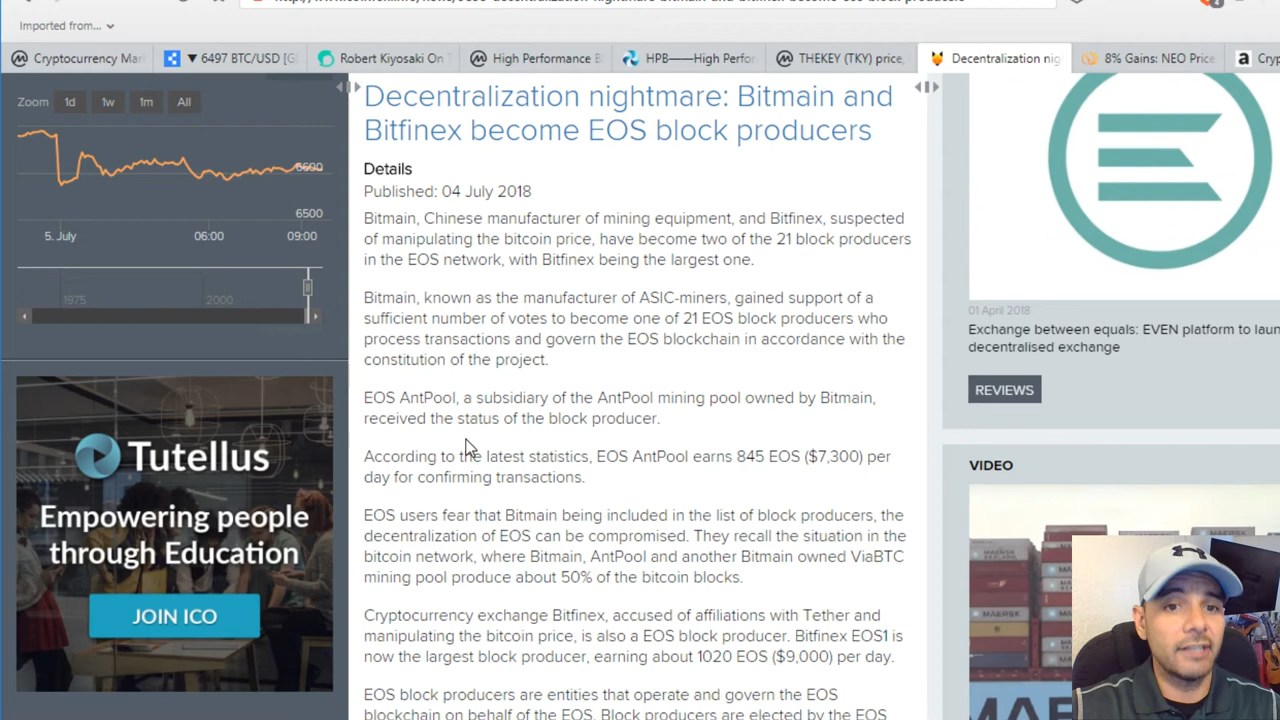 Imported from...
Cryptocurrency Mar
▼ 6497 BTC/USD [G
Robert Kiyosaki On T
High Performance B
HPB——High Perfor
THEKEY (TKY) price,
Decentralization nig
8% Gains: NEO Price
Cryp
Zoom 1d 1w 1m All
6600
6500
5. July 06:00 09:00
1975 2000
Tutellus
Empowering people
through Education
JOIN ICO
Decentralization nightmare: Bitmain and
Bitfinex become EOS block producers
Details
Published: 04 July 2018
Bitmain, Chinese manufacturer of mining equipment, and Bitfinex, suspected
of manipulating the bitcoin price, have become two of the 21 block producers
in the EOS network, with Bitfinex being the largest one.
Bitmain, known as the manufacturer of ASIC-miners, gained support of a
sufficient number of votes to become one of 21 EOS block producers who
process transactions and govern the EOS blockchain in accordance with the
constitution of the project.
EOS AntPool, a subsidiary of the AntPool mining pool owned by Bitmain,
received the status of the block producer.
According to the latest statistics, EOS AntPool earns 845 EOS ($7,300) per
day for confirming transactions.
EOS users fear that Bitmain being included in the list of block producers, the
decentralization of EOS can be compromised. They recall the situation in the
bitcoin network, where Bitmain, AntPool and another Bitmain owned ViaBTC
mining pool produce about 50% of the bitcoin blocks.
Cryptocurrency exchange Bitfinex, accused of affiliations with Tether and
manipulating the bitcoin price, is also a EOS block producer. Bitfinex EOS1 is
now the largest block producer, earning about 1020 EOS ($9,000) per day.
EOS block producers are entities that operate and govern the EOS
blockchain on behalf of the EOS. Block producers are elected by the EOS
01 April 2018
Exchange between equals: EVEN platform to laun
decentralised exchange
REVIEWS
VIDEO
MAERSK